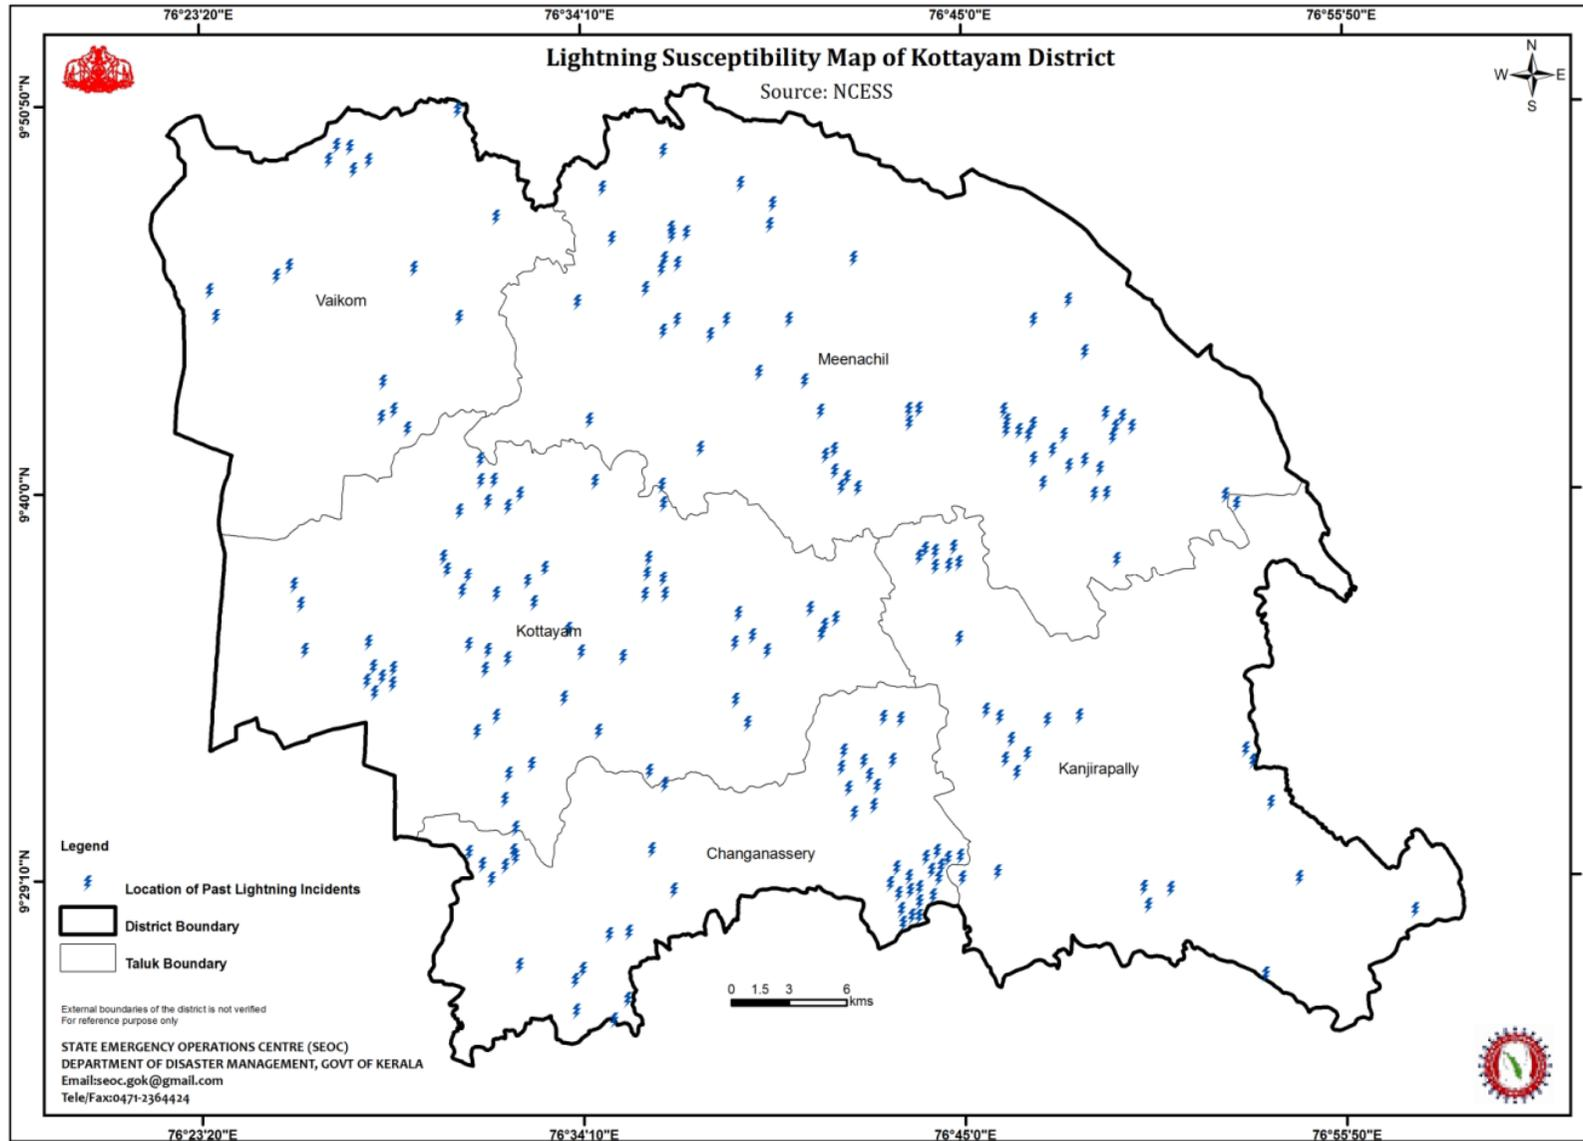 76°23'20"E 76°34'10"E 76°45'0"E 76°55'50"E
Lightning Susceptibility Map of Kottayam District
Source: NCESS
N
W E
S
9°50'50"N
Vaikom
Meenachil
9°40'0"N
Kottayam
Kanjirapally
Changanassery
9°29'10"N
Legend
Location of Past Lightning Incidents
District Boundary
Taluk Boundary
0 1.5 3 6
kms
External boundaries of the district is not verified
For reference purpose only
STATE EMERGENCY OPERATIONS CENTRE (SEOC)
DEPARTMENT OF DISASTER MANAGEMENT, GOVT OF KERALA
Email:seoc.gok@gmail.com
Tele/Fax:0471-2364424
76°23'20"E 76°34'10"E 76°45'0"E 76°55'50"E